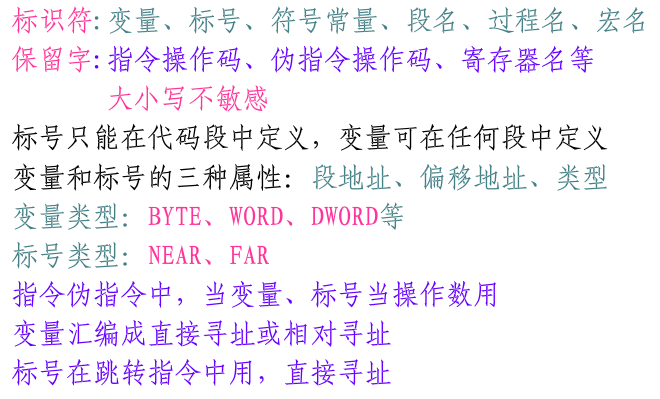 标识符:变量、标号、符号常量、段名、过程名、宏名
保留字:指令操作码、伪指令操作码、寄存器名等
大小写不敏感
标号只能在代码段中定义，变量可在任何段中定义
变量和标号的三种属性：段地址、偏移地址、类型
变量类型：BYTE、WORD、DWORD等
标号类型：NEAR、FAR
指令伪指令中，当变量、标号当操作数用
变量汇编成直接寻址或相对寻址
标号在跳转指令中用，直接寻址